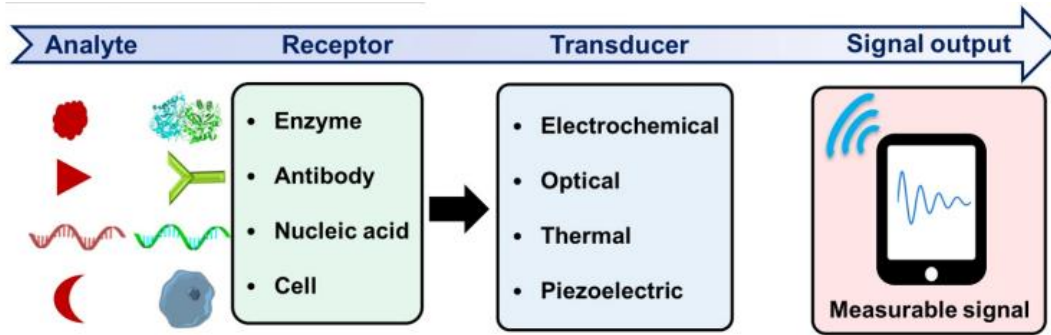 Analyte Receptor Transducer Signal output
• Enzyme
• Antibody
• Nucleic acid
• Cell
• Electrochemical
• Optical
• Thermal
• Piezoelectric
Measurable signal